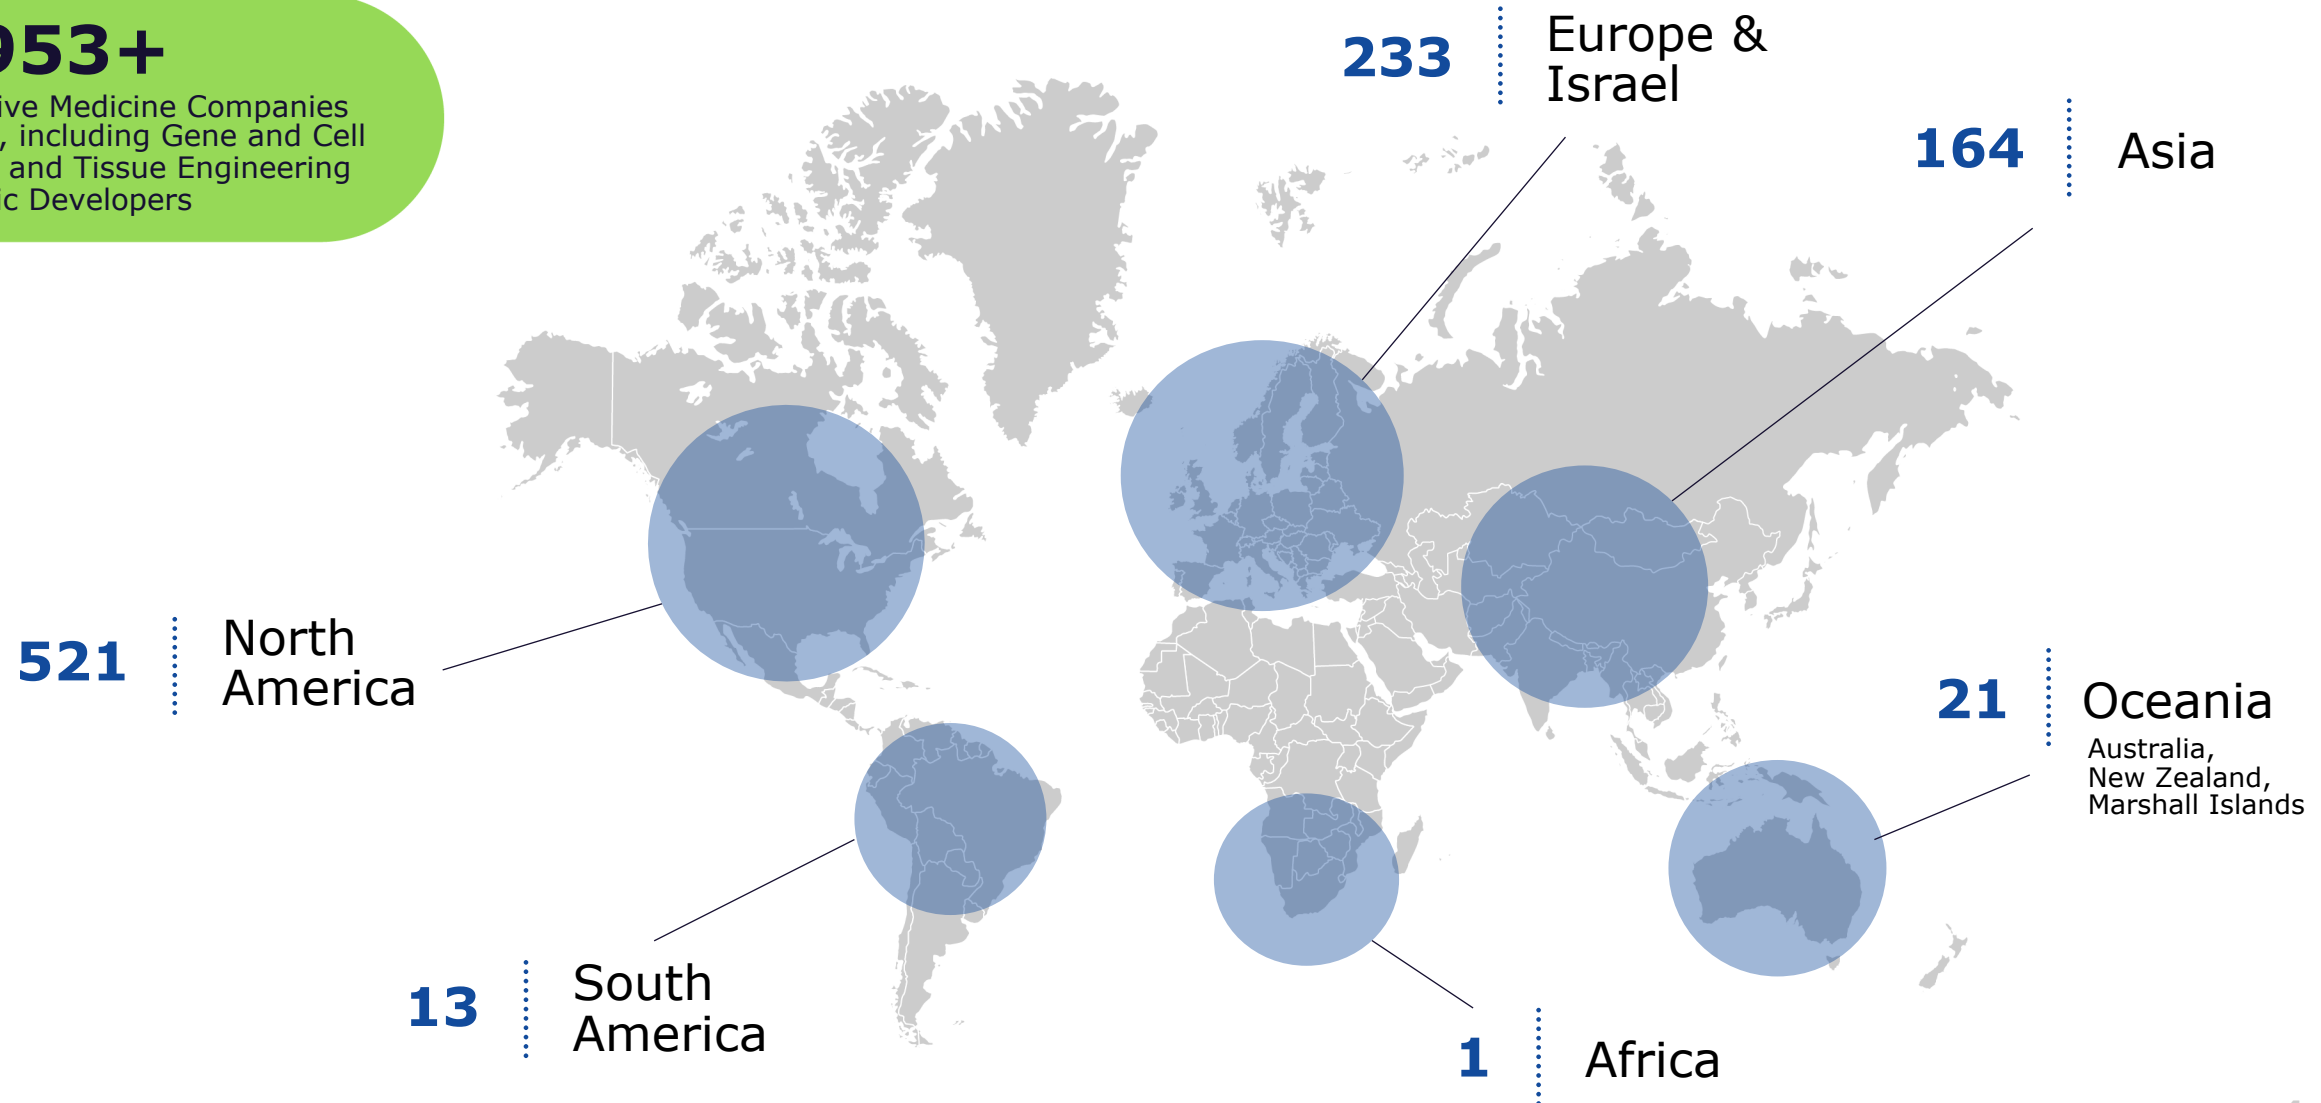 953+
ive Medicine Companies
, including Gene and Cell
and Tissue Engineering
ic Developers
233
Europe &
Israel
164
Asia
521
North
America
21
Oceania
Australia,
New Zealand,
Marshall Islands
13
South
America
1
Africa